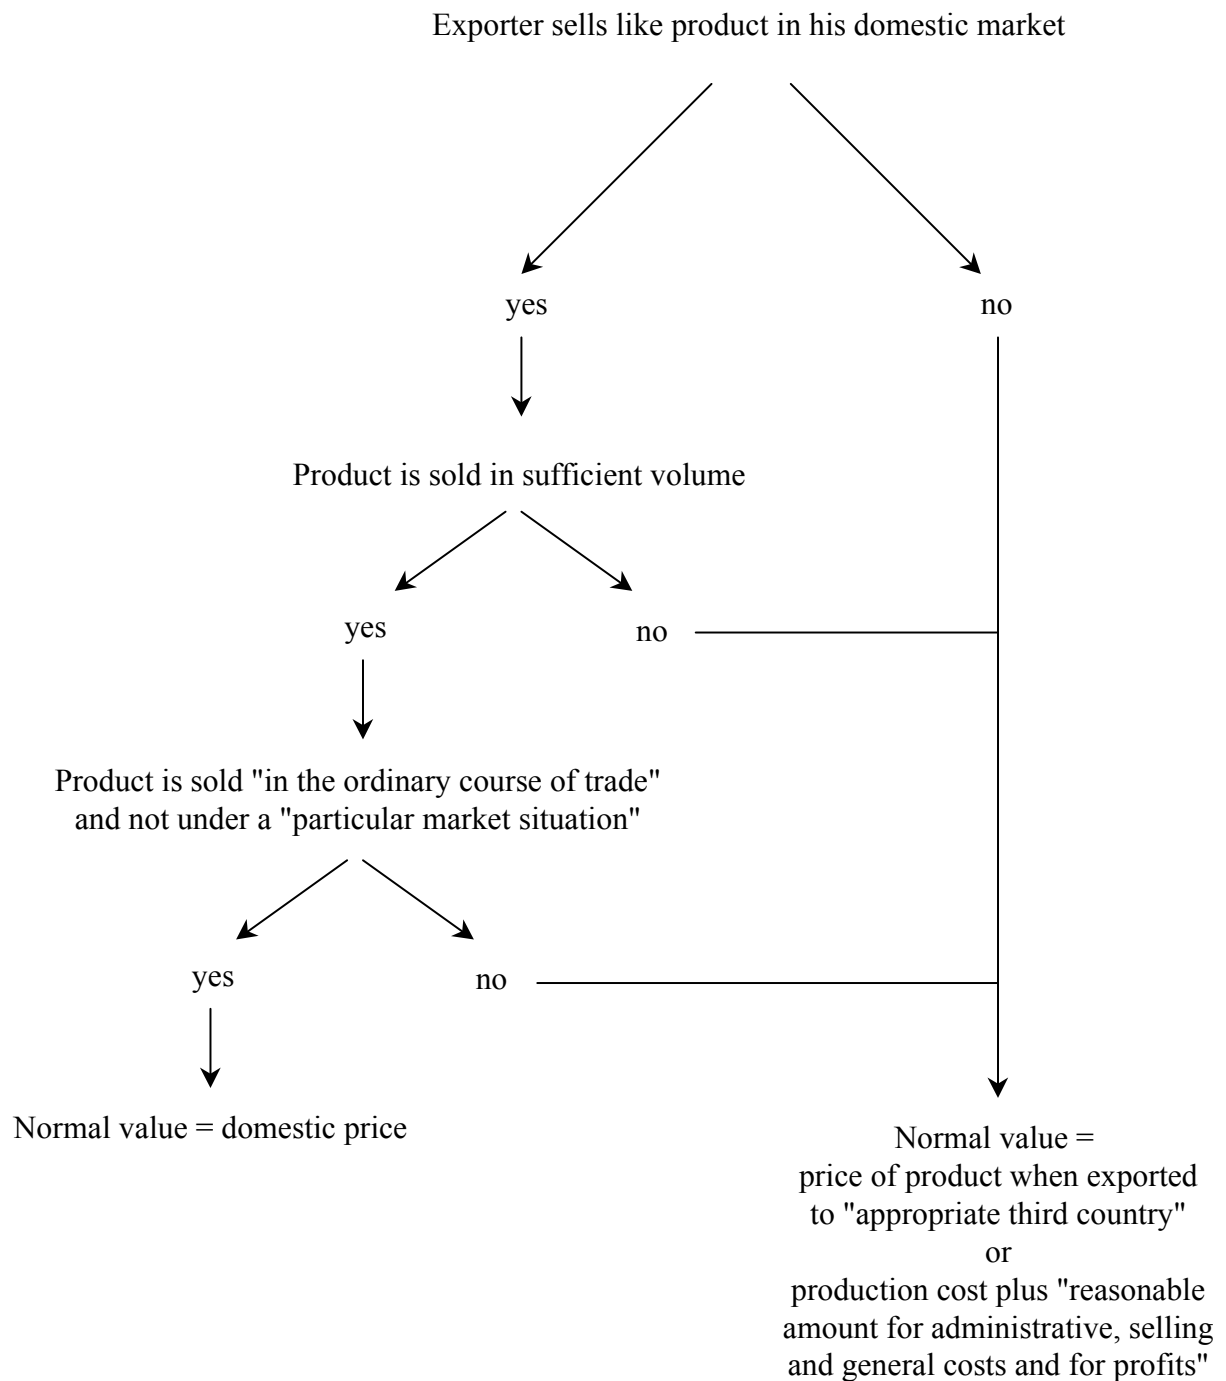 Exporter sells like product in his domestic market
yes
no
Product is sold in sufficient volume
yes
no
Product is sold "in the ordinary course of trade"
and not under a "particular market situation"
yes
no
Normal value = domestic price
Normal value =
price of product when exported
to "appropriate third country"
or
production cost plus "reasonable
amount for administrative, selling
and general costs and for profits"